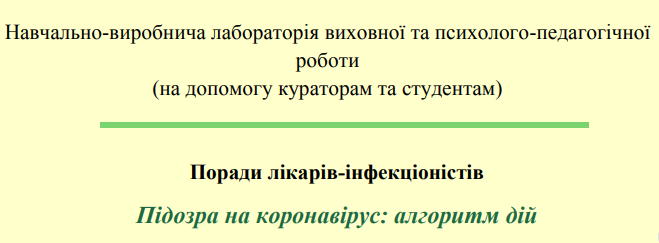 Навчально-виробнича лабораторія виховної та психолого-педагогічної
роботи
(на допомогу кураторам та студентам)
Поради лікарів-інфекціоністів
Підозра на коронавірус: алгоритм дій